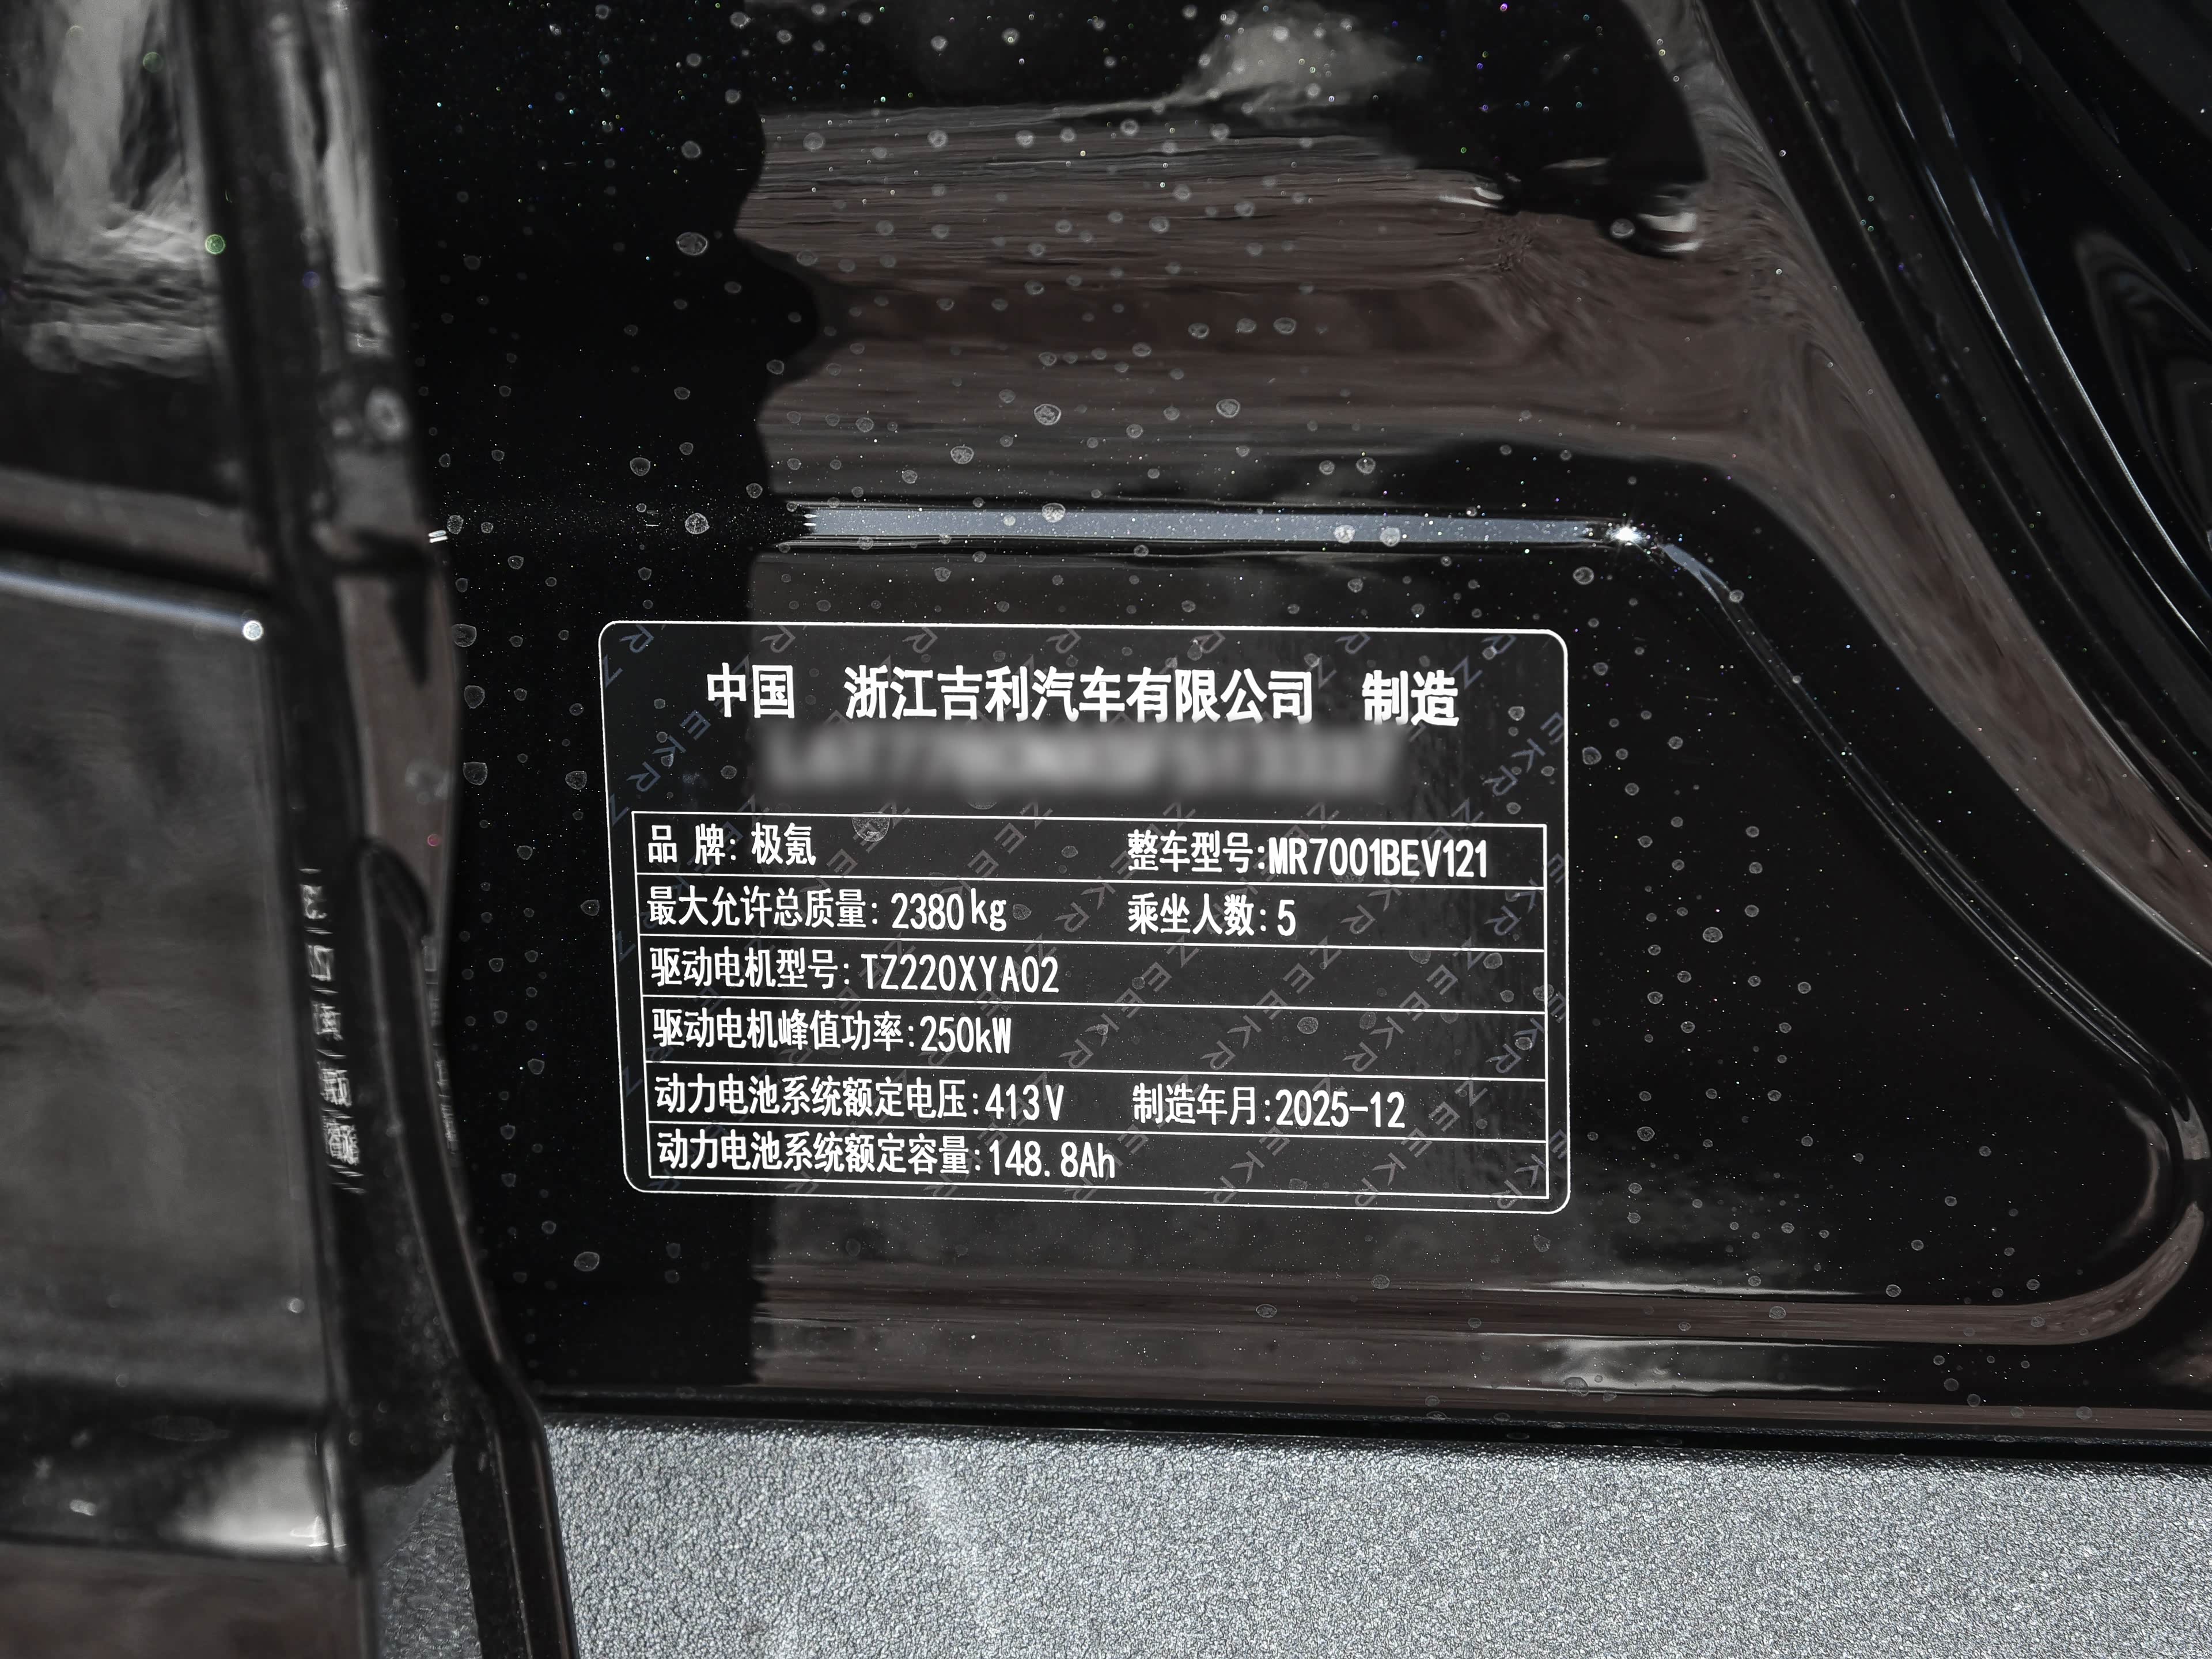 中国 浙江吉利汽车有限公司 制造
品 牌: 极氪 整车型号:MR7001BEV121
最大允许总质量: 2380kg 乘坐人数: 5
驱动电机型号: TZ220XYA02
驱动电机峰值功率:250kW
动力电池系统额定电压:413V 制造年月:2025-12
动力电池系统额定容量:148.8Ah